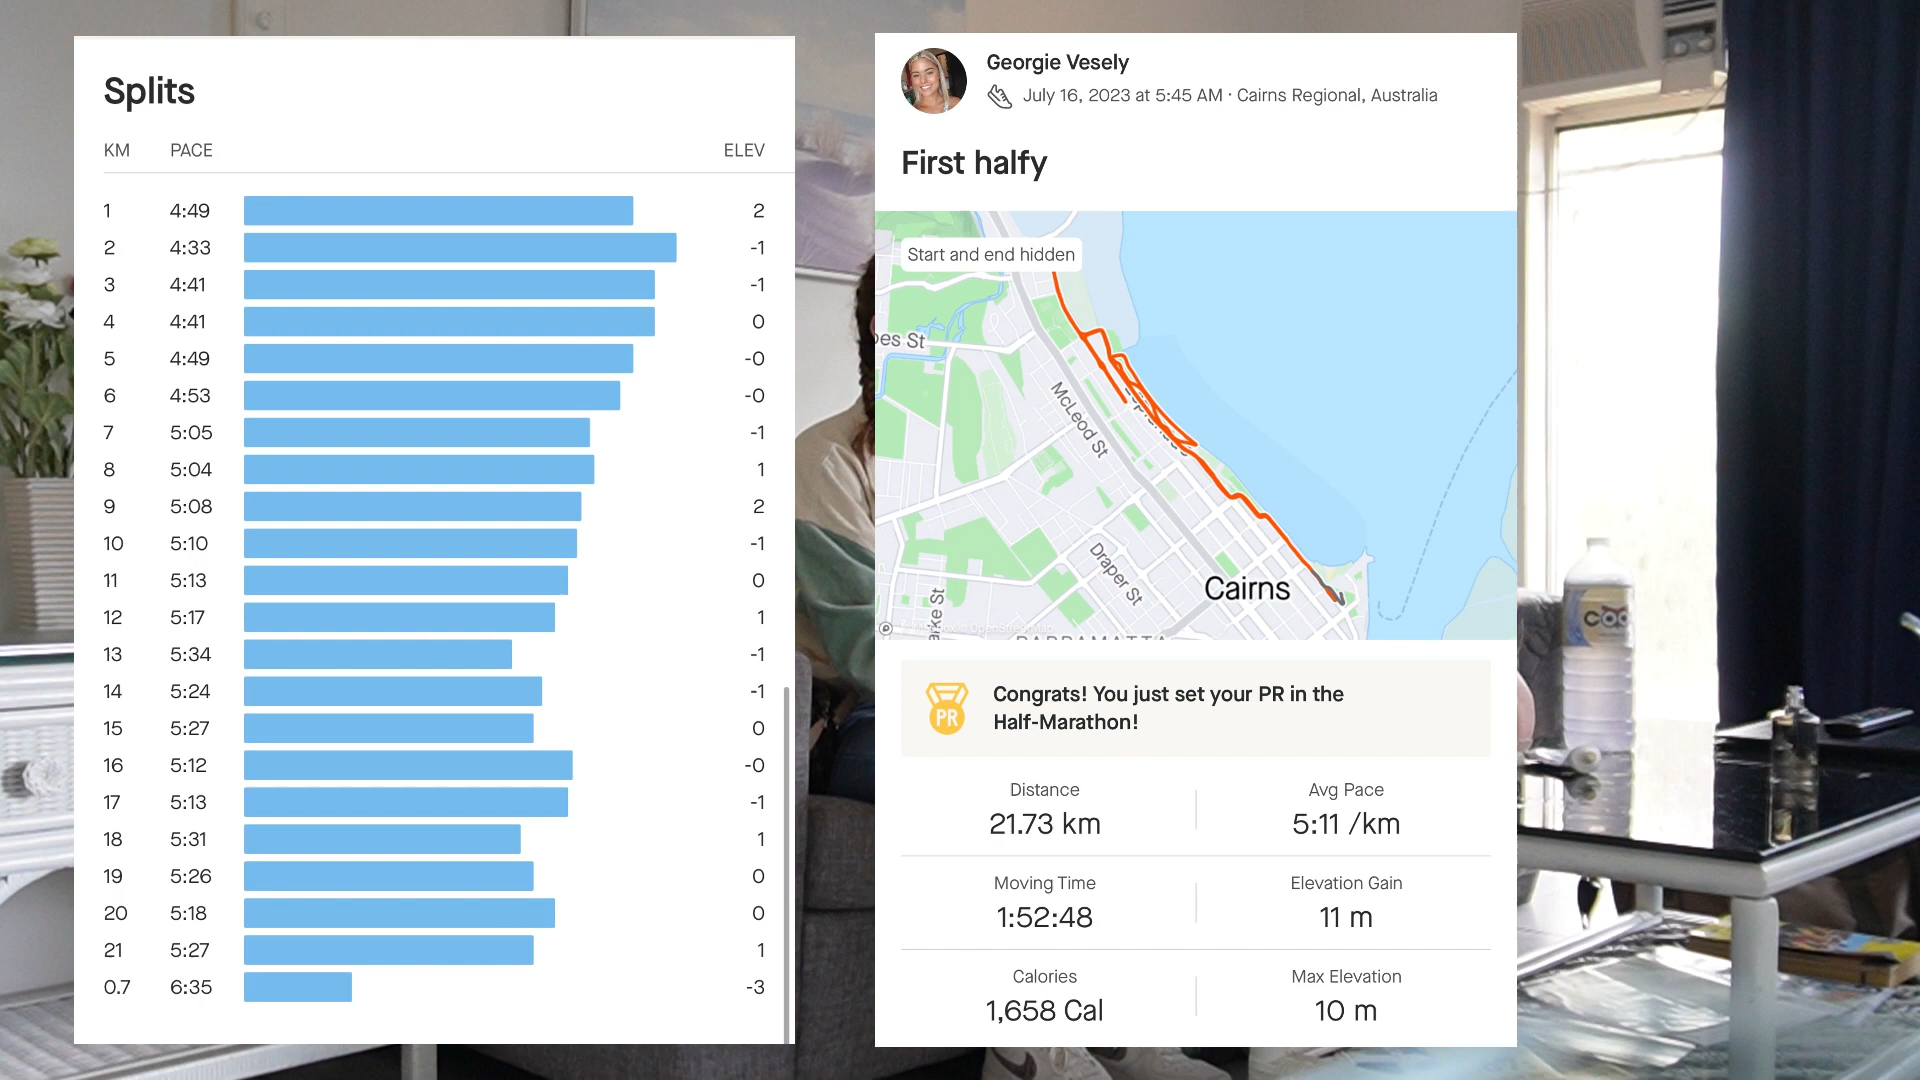 Splits
KM PACE ELEV
1 4:49 2
2 4:33 -1
3 4:41 -1
4 4:41 0
5 4:49 -0
6 4:53 -0
7 5:05 -1
8 5:04 1
9 5:08 2
10 5:10 -1
11 5:13 0
12 5:17 1
13 5:34 -1
14 5:24 -1
15 5:27 0
16 5:12 -0
17 5:13 -1
18 5:31 1
19 5:26 0
20 5:18 0
21 5:27 1
0.7 6:35 -3
Georgie Vesely
July 16, 2023 at 5:45 AM · Cairns Regional, Australia
First halfy
Start and end hidden
es St
McLeod St
Draper St
Cairns
arke St
OpenStreetMap
PR
Congrats! You just set your PR in the
Half-Marathon!
Distance Avg Pace
21.73 km 5:11 /km
Moving Time Elevation Gain
1:52:48 11 m
Calories Max Elevation
1,658 Cal 10 m